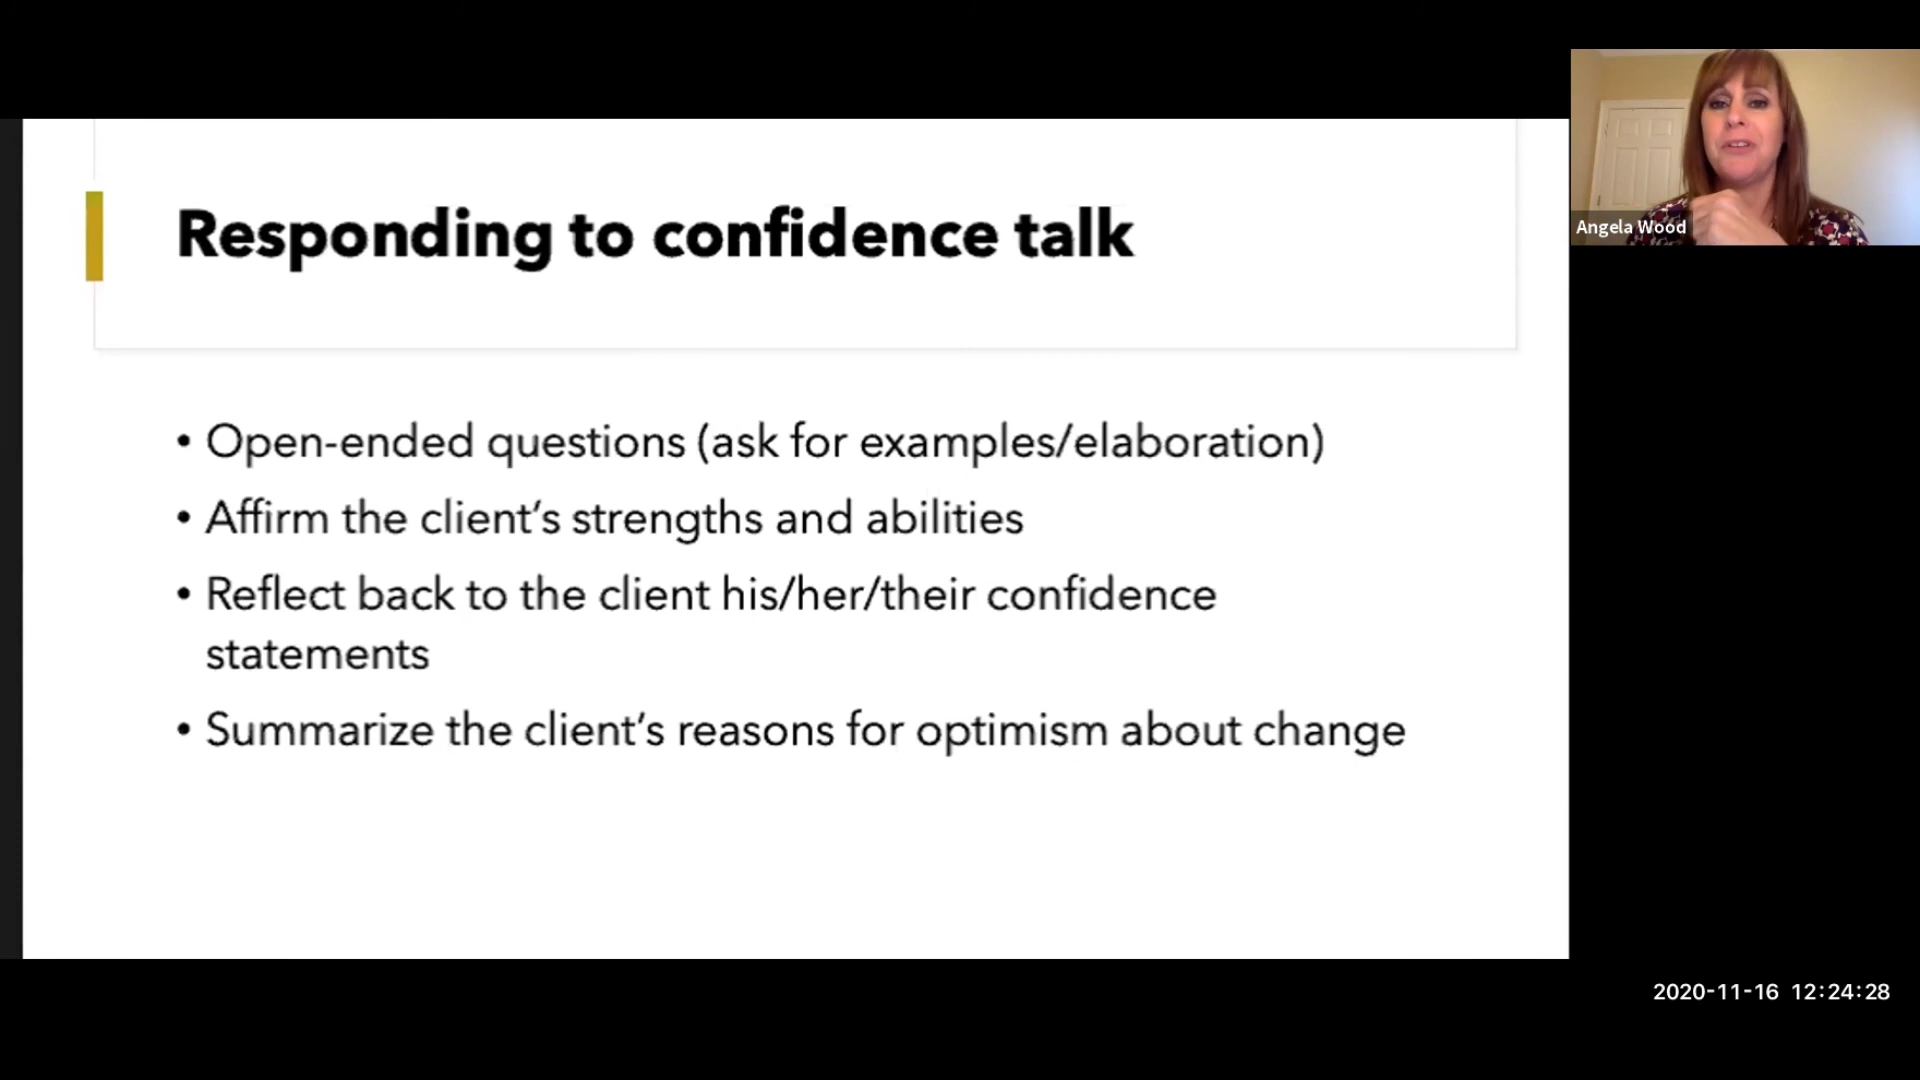 Responding to confidence talk
• Open-ended questions (ask for examples/elaboration)
• Affirm the client’s strengths and abilities
• Reflect back to the client his/her/their confidence
statements
• Summarize the client’s reasons for optimism about change
Angela Wood
2020-11-16 12:24:28